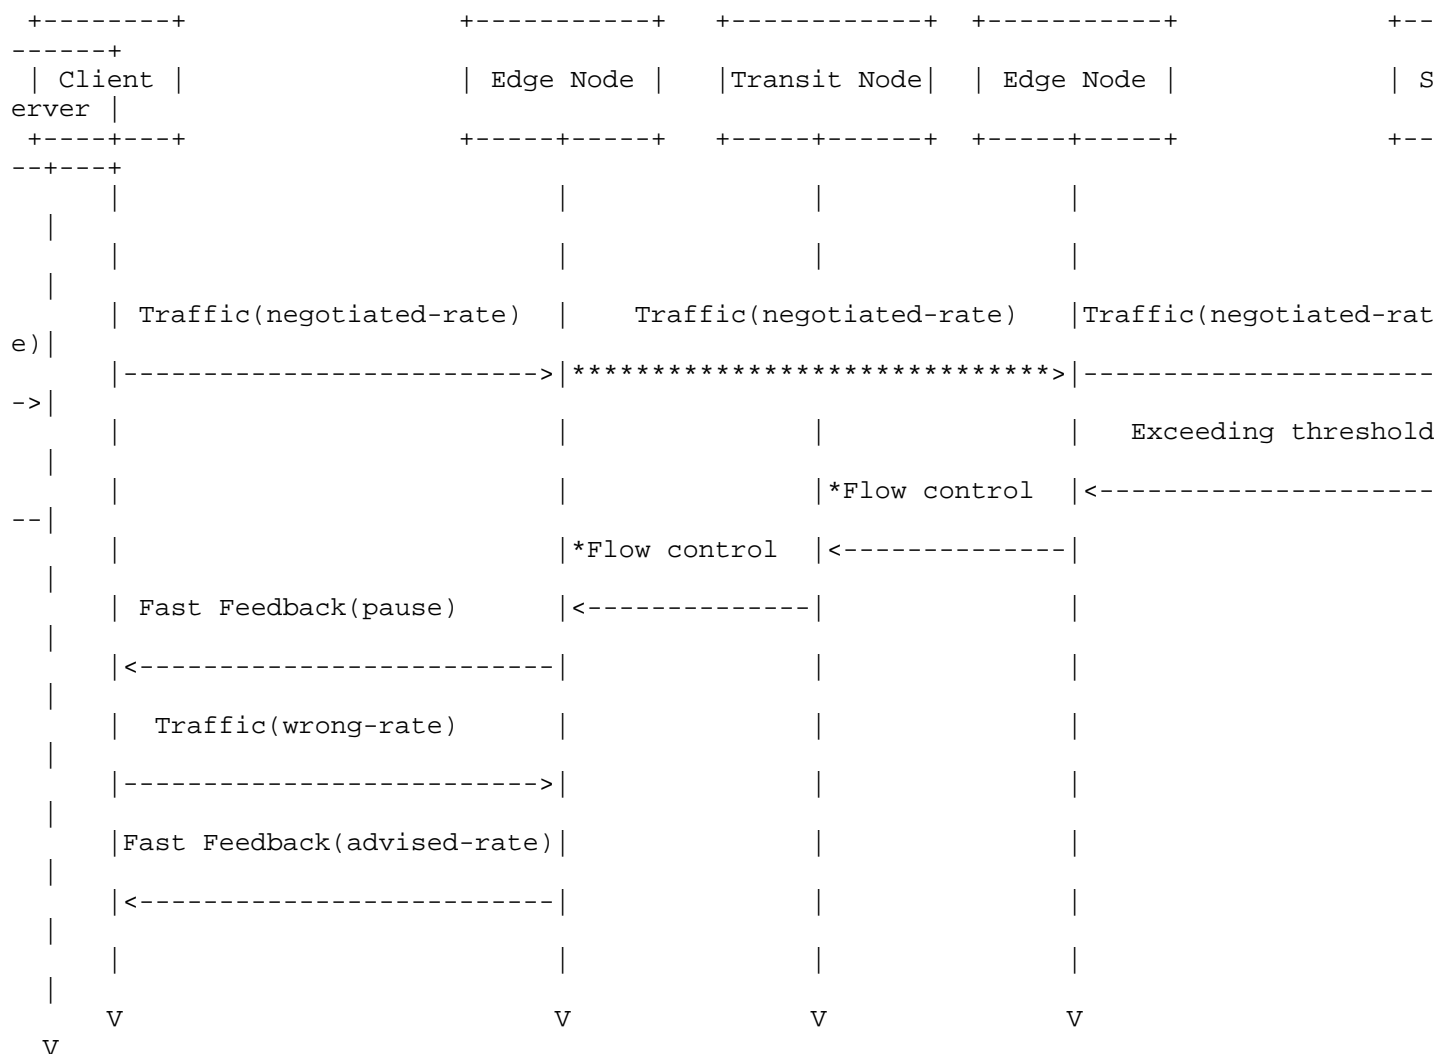 +--------+                 +-----------+   +------------+  +-----------+             +--
------+
| Client |                 | Edge Node |   |Transit Node|  | Edge Node |             | S
erver |
+----+---+                 +-----+-----+   +-----+------+  +-----+-----+             +--
--+---+
|                           |               |               |
|
|                           |               |               |
|
| Traffic(negotiated-rate)  |    Traffic(negotiated-rate)   |Traffic(negotiated-rat
e)|
|-------------------------->|******************************>|----------------------
->|
|                           |               |               |   Exceeding threshold
|
|                           |               |*Flow control  |<---------------------
--|
|                           |*Flow control  |<--------------|
|
| Fast Feedback(pause)      |<--------------|               |
|
|<--------------------------|               |               |
|
|  Traffic(wrong-rate)      |               |               |
|
|-------------------------->|               |               |
|
|Fast Feedback(advised-rate)|               |               |
|
|<--------------------------|               |               |
|
|                           |               |               |
|
V                           V               V               V
V